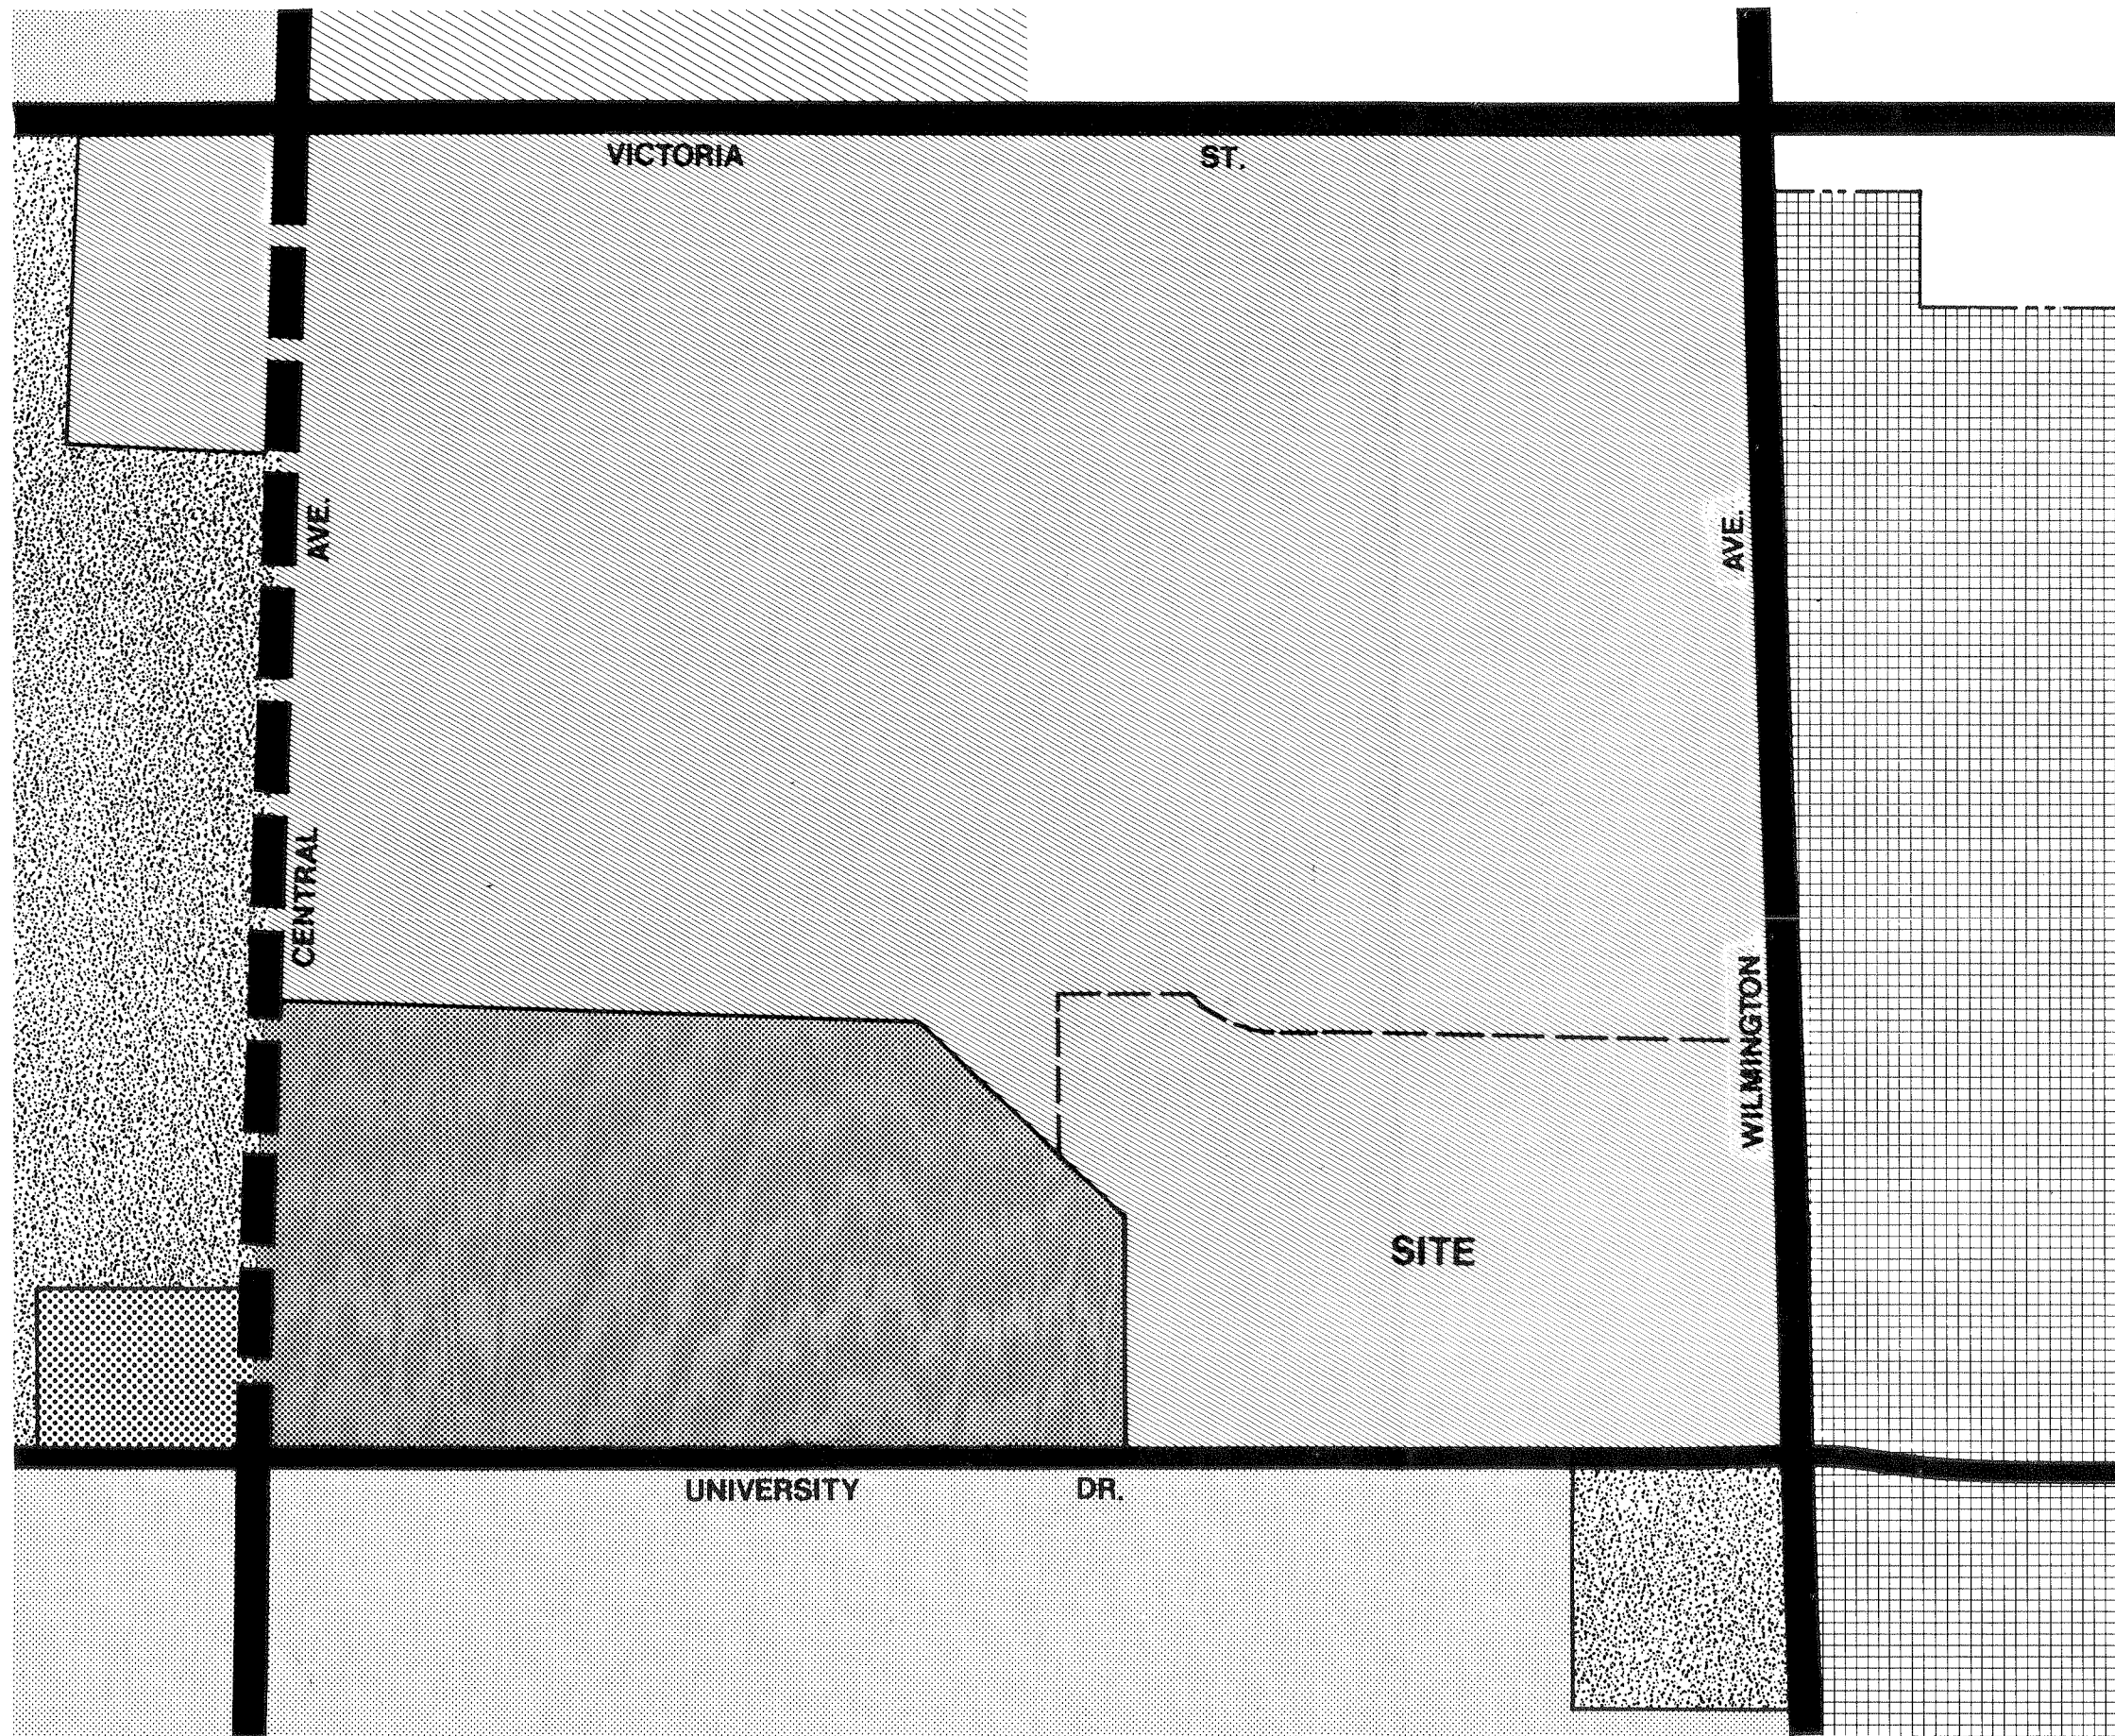 VICTORIA ST.
CENTRAL AVE.
WILMINGTON AVE.
SITE
UNIVERSITY DR.